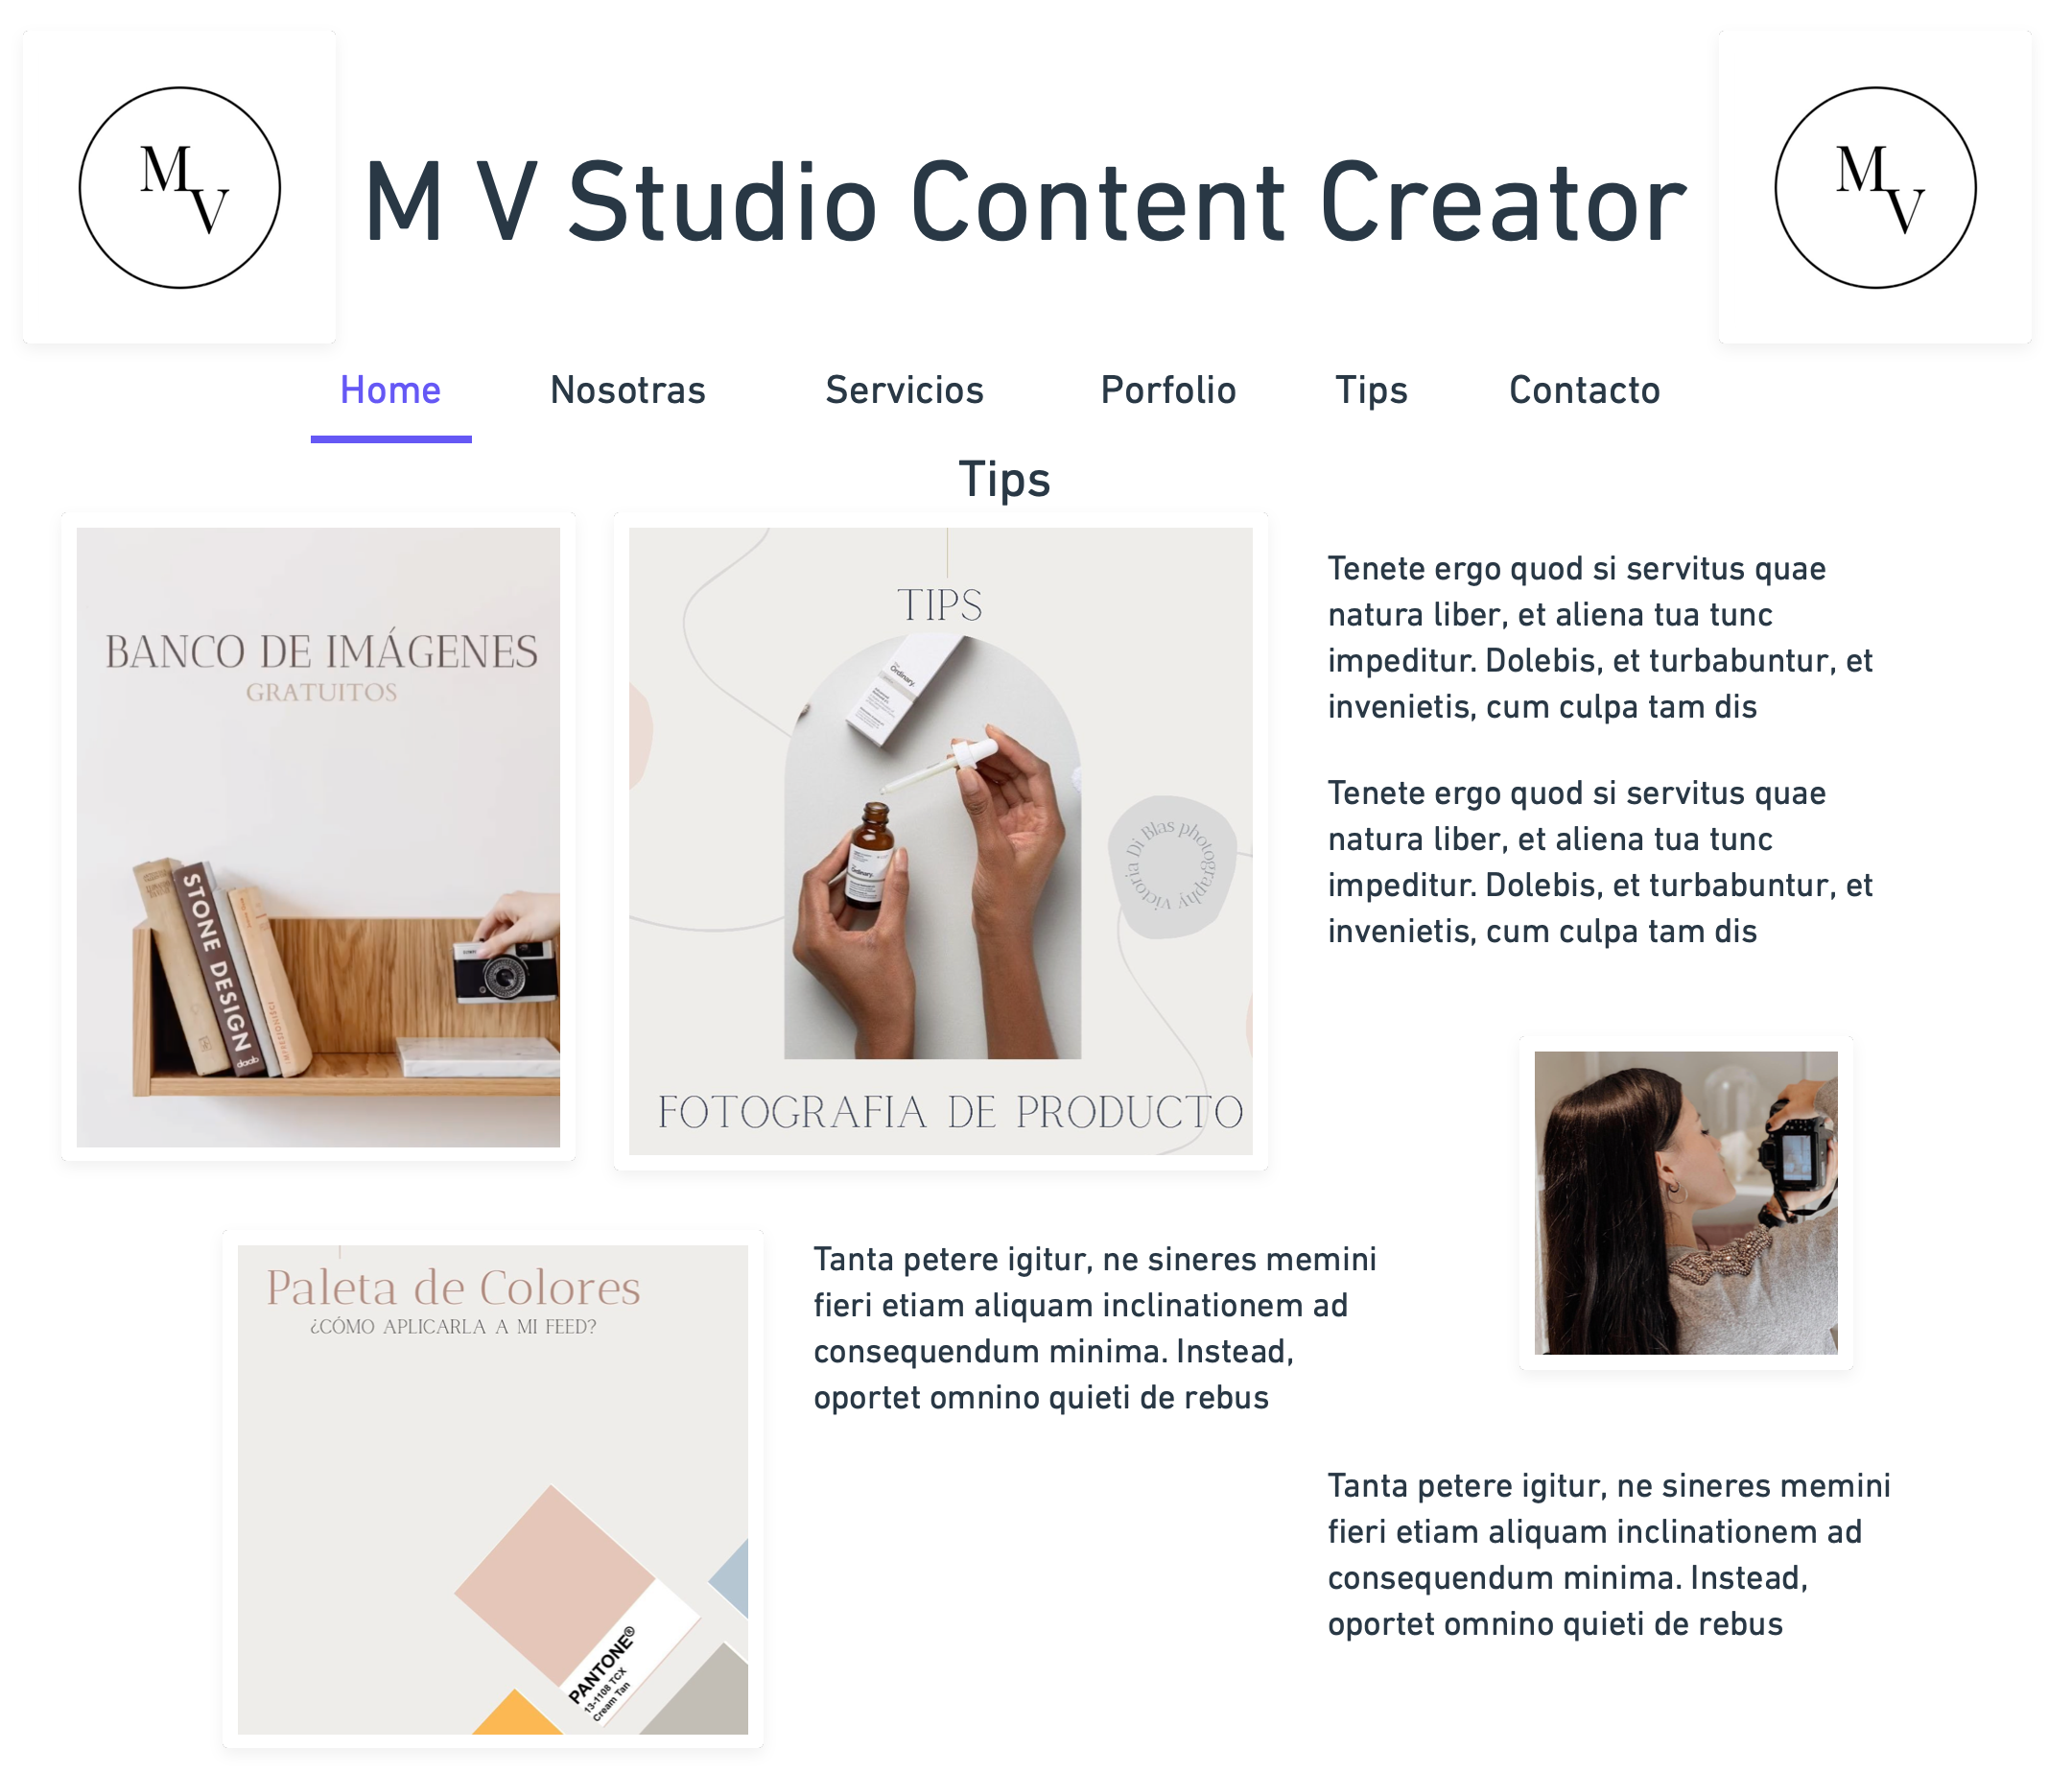 M
V
M V Studio Content Creator
M
V
Home Nosotras Servicios Porfolio Tips Contacto
Tips
BANCO DE IMÁGENES
GRATUITOS
STONE DESIGN
daab
TIPS
Ordinary.
Ordinary.
Victoria Di Blas photography
FOTOGRAFIA DE PRODUCTO
Tenete ergo quod si servitus quae
natura liber, et aliena tua tunc
impeditur. Dolebis, et turbabuntur, et
invenietis, cum culpa tam dis
Tenete ergo quod si servitus quae
natura liber, et aliena tua tunc
impeditur. Dolebis, et turbabuntur, et
invenietis, cum culpa tam dis
Paleta de Colores
¿CÓMO APLICARLA A MI FEED?
PANTONE®
13-1108 TCX
Cream Tan
Tanta petere igitur, ne sineres memini
fieri etiam aliquam inclinationem ad
consequendum minima. Instead,
oportet omnino quieti de rebus
Tanta petere igitur, ne sineres memini
fieri etiam aliquam inclinationem ad
consequendum minima. Instead,
oportet omnino quieti de rebus